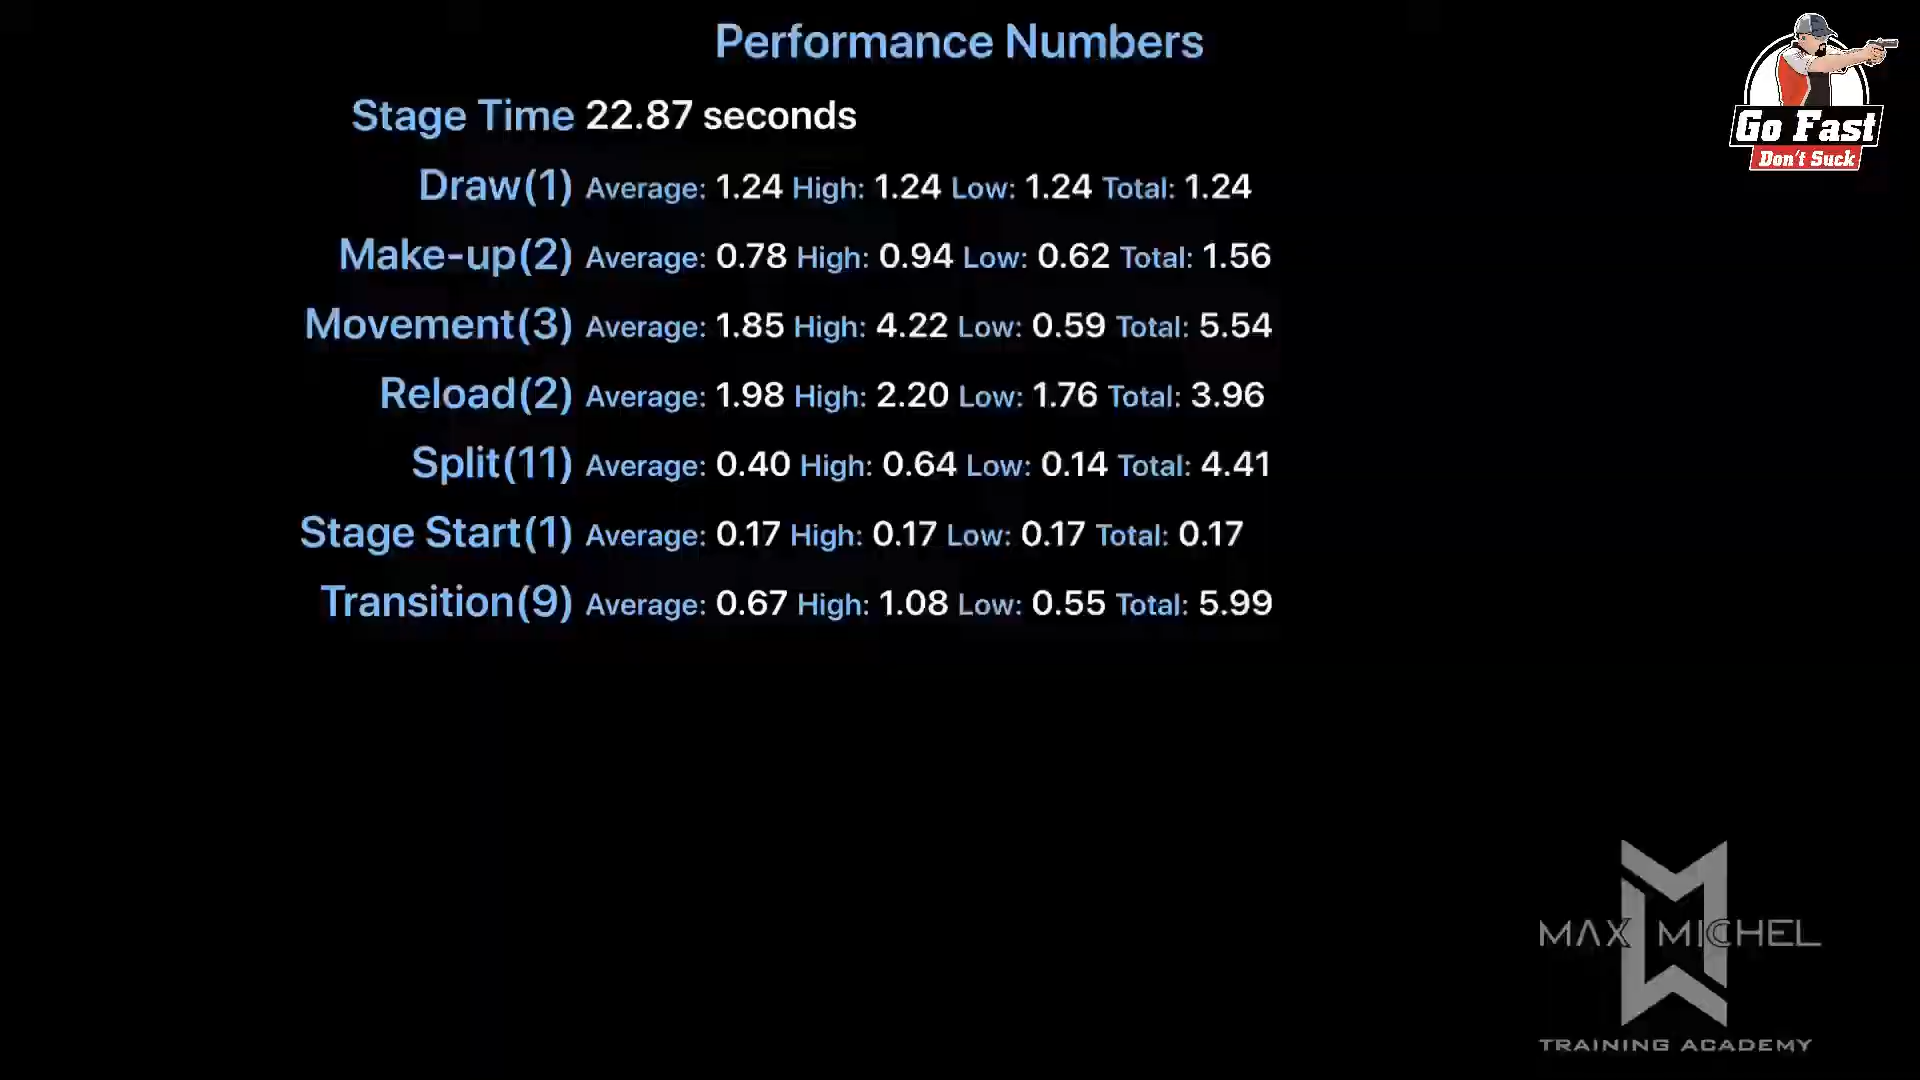 Performance Numbers
Stage Time 22.87 seconds
Draw(1) Average: 1.24 High: 1.24 Low: 1.24 Total: 1.24
Make-up(2) Average: 0.78 High: 0.94 Low: 0.62 Total: 1.56
Movement(3) Average: 1.85 High: 4.22 Low: 0.59 Total: 5.54
Reload(2) Average: 1.98 High: 2.20 Low: 1.76 Total: 3.96
Split(11) Average: 0.40 High: 0.64 Low: 0.14 Total: 4.41
Stage Start(1) Average: 0.17 High: 0.17 Low: 0.17 Total: 0.17
Transition(9) Average: 0.67 High: 1.08 Low: 0.55 Total: 5.99
Go Fast
Don't Suck
MAX MICHEL
TRAINING ACADEMY